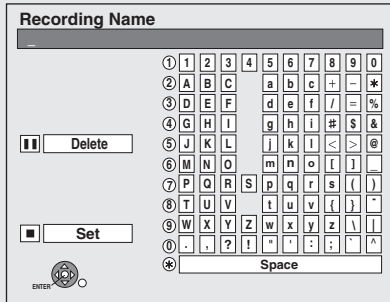 Recording Name
_
① 1 2 3 4 5 6 7 8 9 0
② A B C a b c + − *
③ D E F d e f / = %
④ G H I g h i # $ &
Delete ⑤ J K L j k l < > @
⑥ M N O m n o [ ] _
⑦ P Q R S p q r s ( )
⑧ T U V t u v { } ¯
Set ⑨ W X Y Z w x y z \ |
⓪ . , ? ! " ' : ; ` ^
✱ Space
ENTER